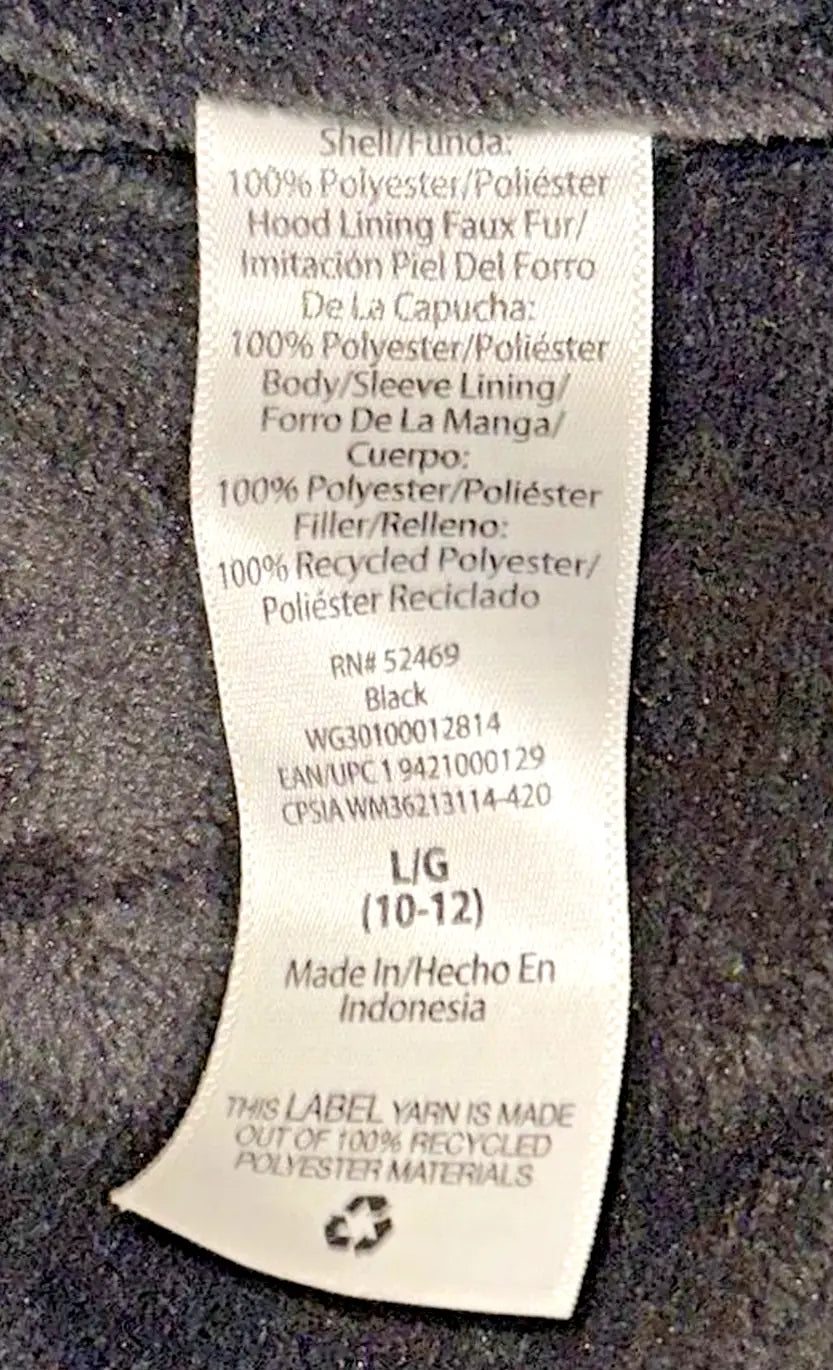 Shell/Funda:
100% Polyester/Poliéster
Hood Lining Faux Fur/
Imitación Piel Del Forro
De La Capucha:
100% Polyester/Poliéster
Body/Sleeve Lining/
Forro De La Manga/
Cuerpo:
100% Polyester/Poliéster
Filler/Relleno:
100% Recycled Polyester/
Poliéster Reciclado
RN# 52469
Black
WG30100012814
EAN/UPC 1 9421000129
CPSIA WM36213114-420
L/G
(10-12)
Made In/Hecho En
Indonesia
THIS LABEL YARN IS MADE
OUT OF 100% RECYCLED
POLYESTER MATERIALS